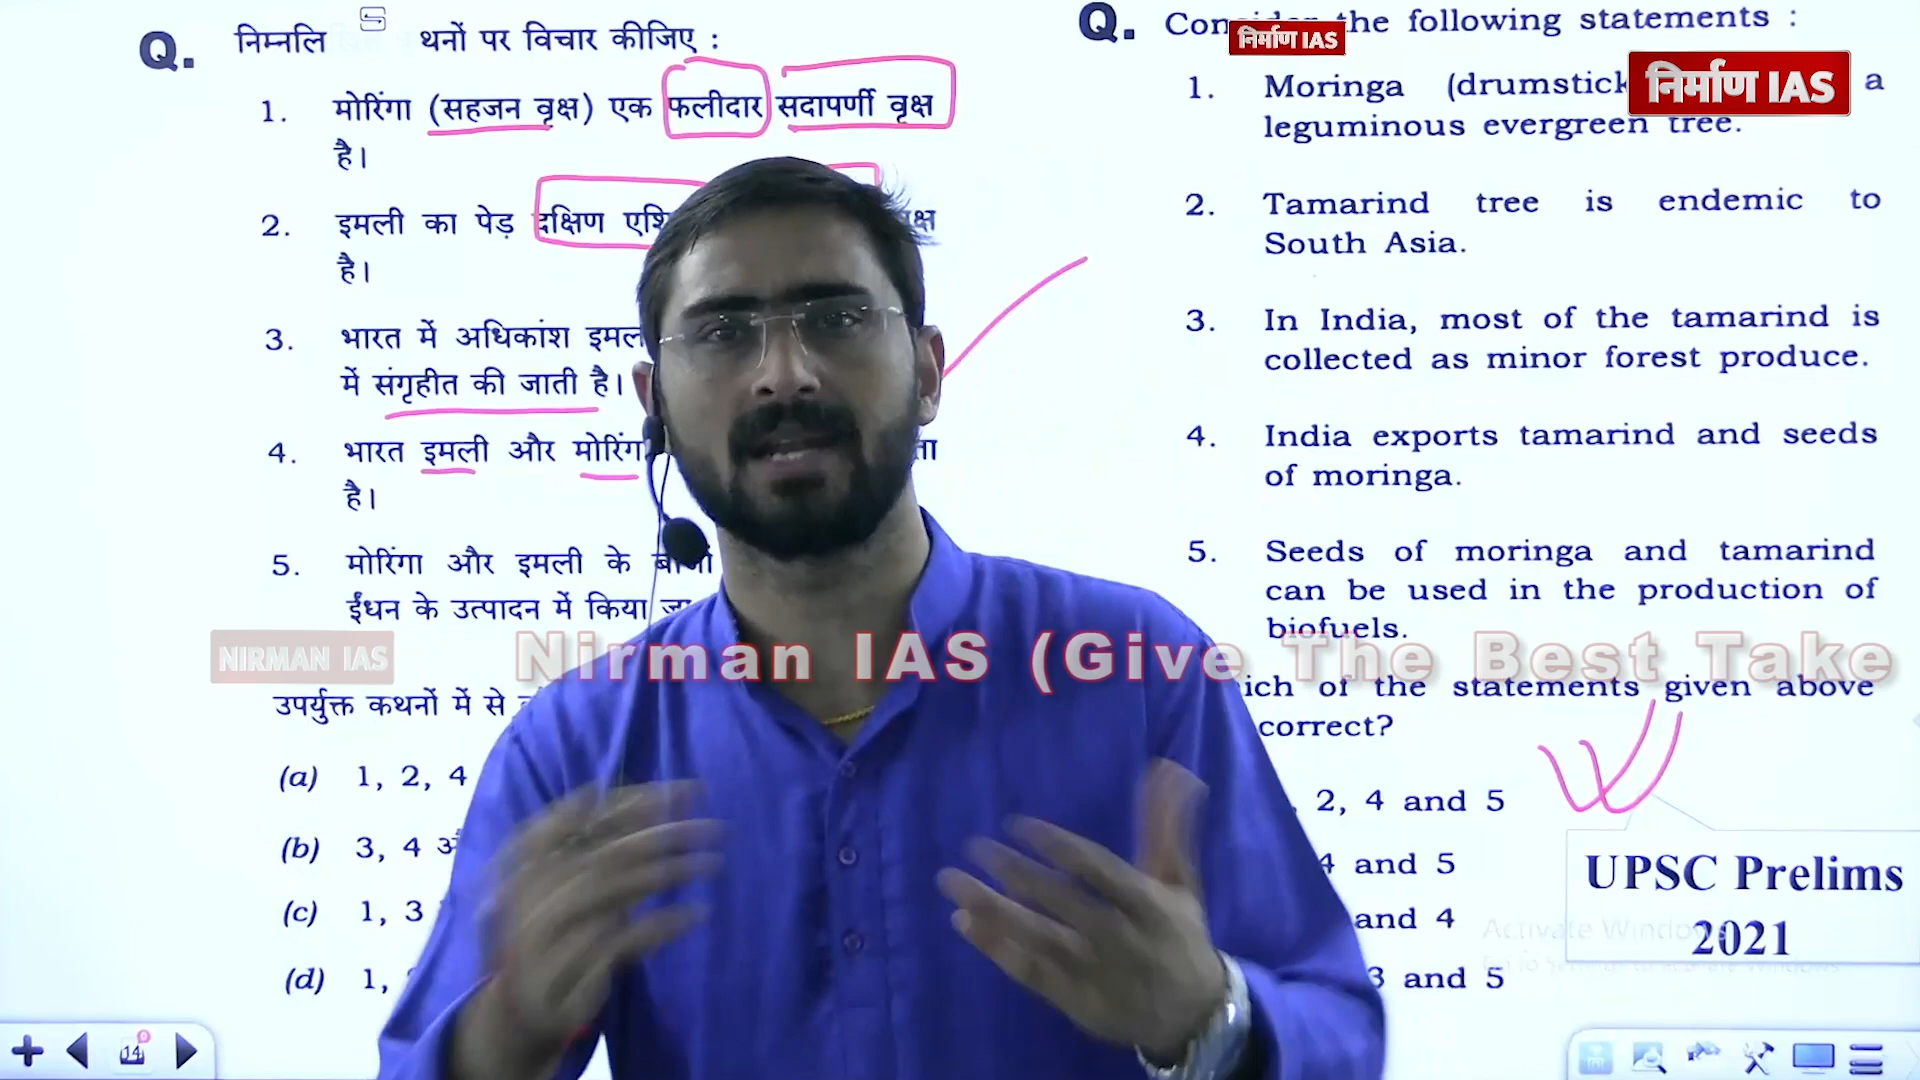 Q. निम्नलि थनों पर विचार कीजिए :
1. मोरिंगा (सहजन वृक्ष) एक फलीदार सदापर्णी वृक्ष
है।
2. इमली का पेड़ दक्षिण
है।
3. भारत में अधिकांश
में संगृहीत की जाती है।
4. भारत इमली और
है।
5. मोरिंगा और इमली के
ईंधन के उत्पादन में किया
उपर्युक्त कथनों में से
(a) 1, 2, 4
(b) 3, 4
(c) 1, 3
(d) 1,
Q. the following statements :
1. Moringa (drumstick a
leguminous evergreen tree.
2. Tamarind tree is endemic to
South Asia.
3. In India, most of the tamarind is
collected as minor forest produce.
4. India exports tamarind and seeds
of moringa.
5. Seeds of moringa and tamarind
can be used in the production of
biofuels.
of the statements given above
correct?
2, 4 and 5
4 and 5
and 4
3 and 5
UPSC Prelims
2021
निर्माण IAS
निर्माण IAS
NIRMAN IAS
Nirman IAS (Give The Best Take
Activate Windows
14